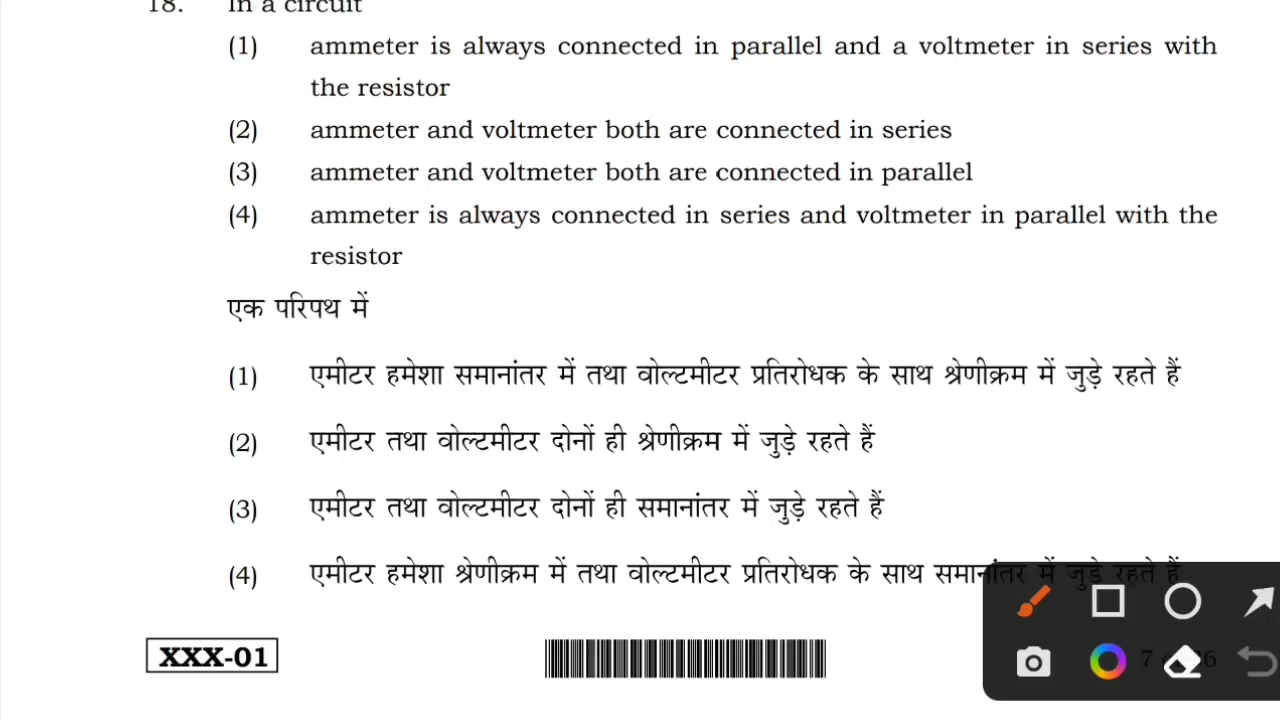 18. In a circuit
(1) ammeter is always connected in parallel and a voltmeter in series with
the resistor
(2) ammeter and voltmeter both are connected in series
(3) ammeter and voltmeter both are connected in parallel
(4) ammeter is always connected in series and voltmeter in parallel with the
resistor
एक परिपथ में
(1) एमीटर हमेशा समानांतर में तथा वोल्टमीटर प्रतिरोधक के साथ श्रेणीक्रम में जुड़े रहते हैं
(2) एमीटर तथा वोल्टमीटर दोनों ही श्रेणीक्रम में जुड़े रहते हैं
(3) एमीटर तथा वोल्टमीटर दोनों ही समानांतर में जुड़े रहते हैं
(4) एमीटर हमेशा श्रेणीक्रम में तथा वोल्टमीटर प्रतिरोधक के साथ समानांतर में जुड़े रहते हैं
XXX-01 7